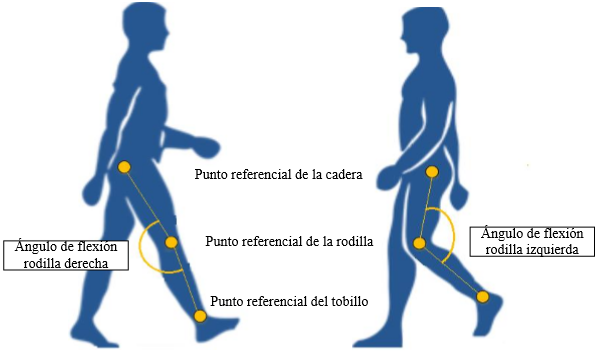 Punto referencial de la cadera
Ángulo de flexión
rodilla derecha
Punto referencial de la rodilla
Ángulo de flexión
rodilla izquierda
Punto referencial del tobillo